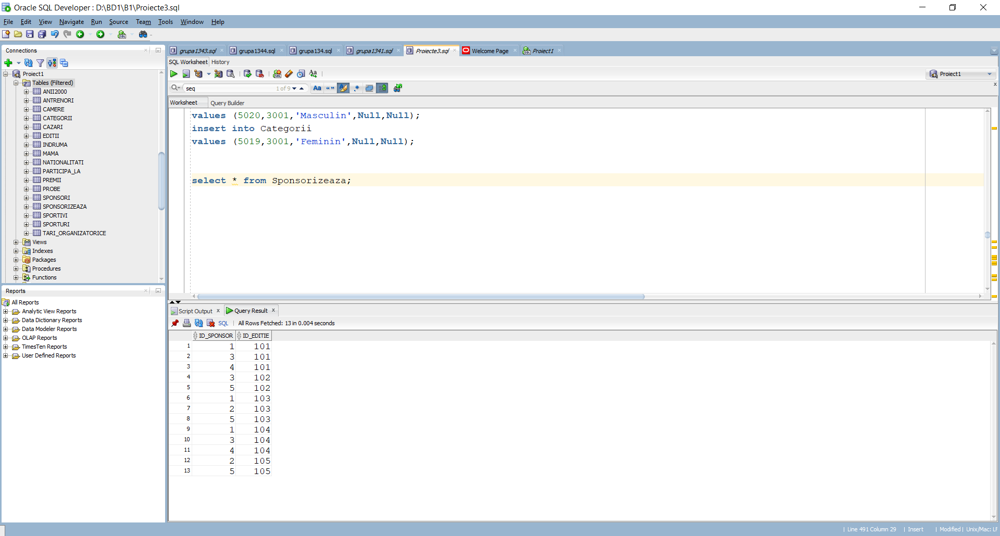 Oracle SQL Developer : D:\BD1\B1\Proiecte3.sql
File Edit View Navigate Run Source Team Tools Window Help
Connections
Proiect1
Tables (Filtered)
ANII2000
ANTRENORI
CAMERE
CATEGORII
CAZARI
EDITII
INDRUMA
MAMA
NATIONALITATI
PARTICIPA_LA
PREMII
PROBE
SPONSORI
SPONSORIZEAZA
SPORTIVI
SPORTURI
TARI_ORGANIZATORICE
Views
Indexes
Packages
Procedures
Functions
Reports
All Reports
Analytic View Reports
Data Dictionary Reports
Data Modeler Reports
OLAP Reports
TimesTen Reports
User Defined Reports
grupa1343.sql grupa1344.sql grupa134.sql grupa1341.sql Proiecte3.sql Welcome Page Proiect1
SQL Worksheet History
Proiect1
seq 1 of 9
Worksheet Query Builder
values (5020,3001,'Masculin',Null,Null);
insert into Categorii
values (5019,3001,'Feminin',Null,Null);
select * from Sponsorizeaza;
Script Output Query Result
SQL All Rows Fetched: 13 in 0.004 seconds
ID_SPONSOR ID_EDITIE
1 1 101
2 3 101
3 4 101
4 3 102
5 5 102
6 1 103
7 2 103
8 5 103
9 1 104
10 3 104
11 4 104
12 2 105
13 5 105
Line 491 Column 29 Insert Modified Unix/Mac: LF